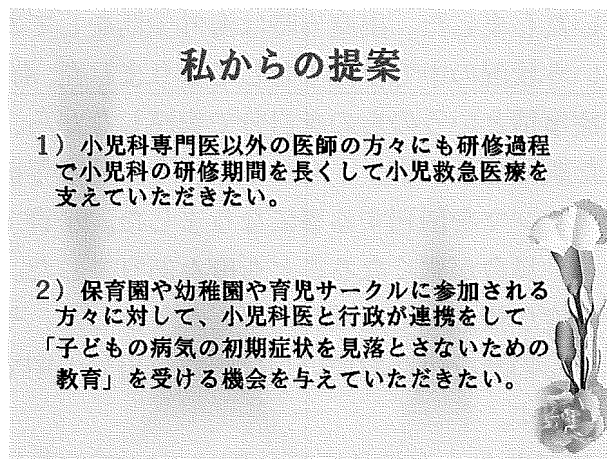 私からの提案
1）小児科専門医以外の医師の方々にも研修過程
で小児科の研修期間を長くして小児救急医療を
支えていただきたい。
2）保育園や幼稚園や育児サークルに参加される
方々に対して、小児科医と行政が連携をして
「子どもの病気の初期症状を見落とさないための
教育」を受ける機会を与えていただきたい。